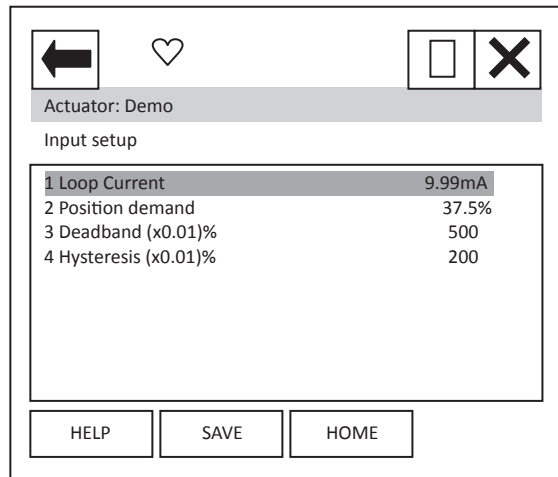 Actuator: Demo
Input setup
1 Loop Current 9.99mA
2 Position demand 37.5%
3 Deadband (x0.01)% 500
4 Hysteresis (x0.01)% 200
HELP SAVE HOME